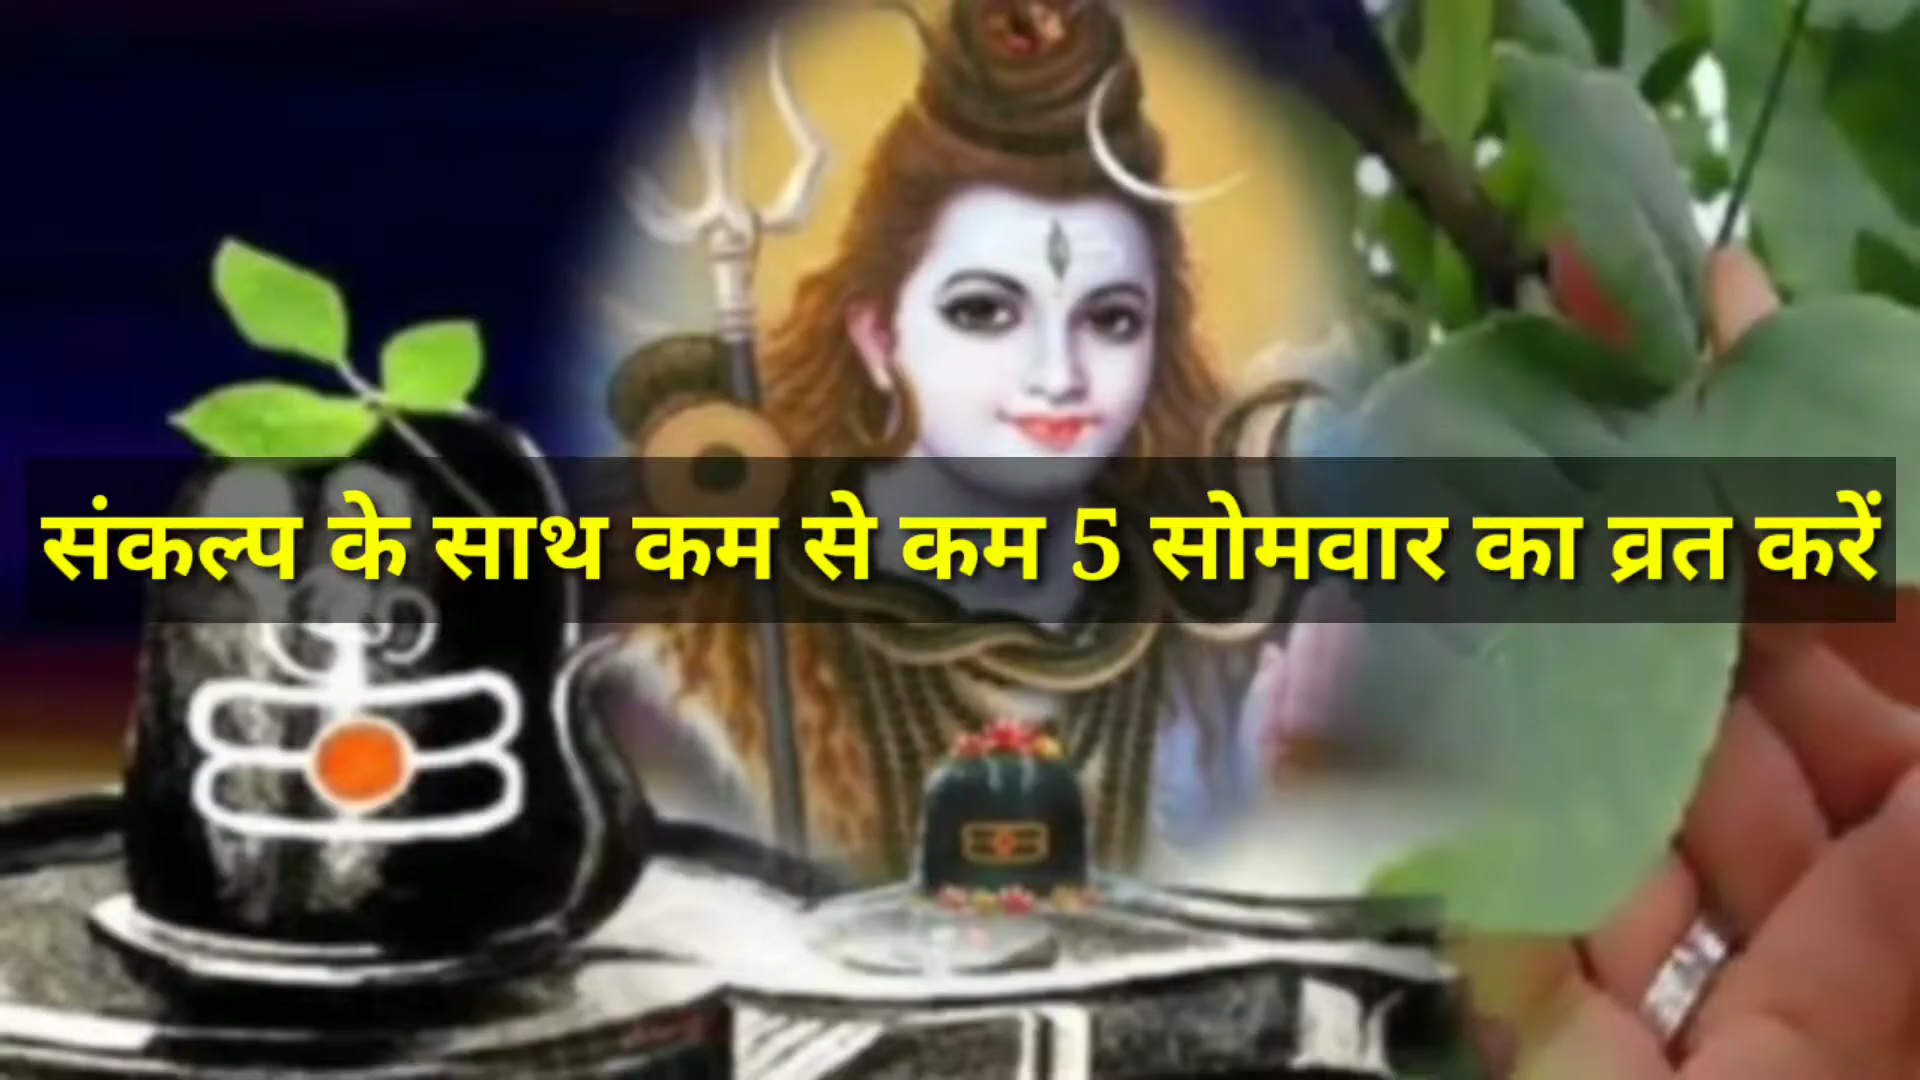 संकल्प के साथ कम से कम 5 सोमवार का व्रत करें